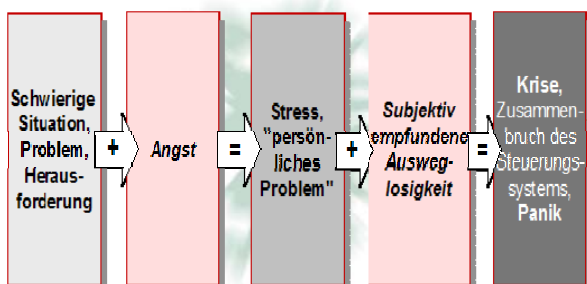 Schwierige
Situation,
Problem,
Heraus-
forderung
+
Angst
=
Stress,
"persön-
liches
Problem"
+
Subjektiv
empfundene
Ausweg-
losigkeit
=
Krise,
Zusammen-
bruch des
Steuerungs-
systems,
Panik